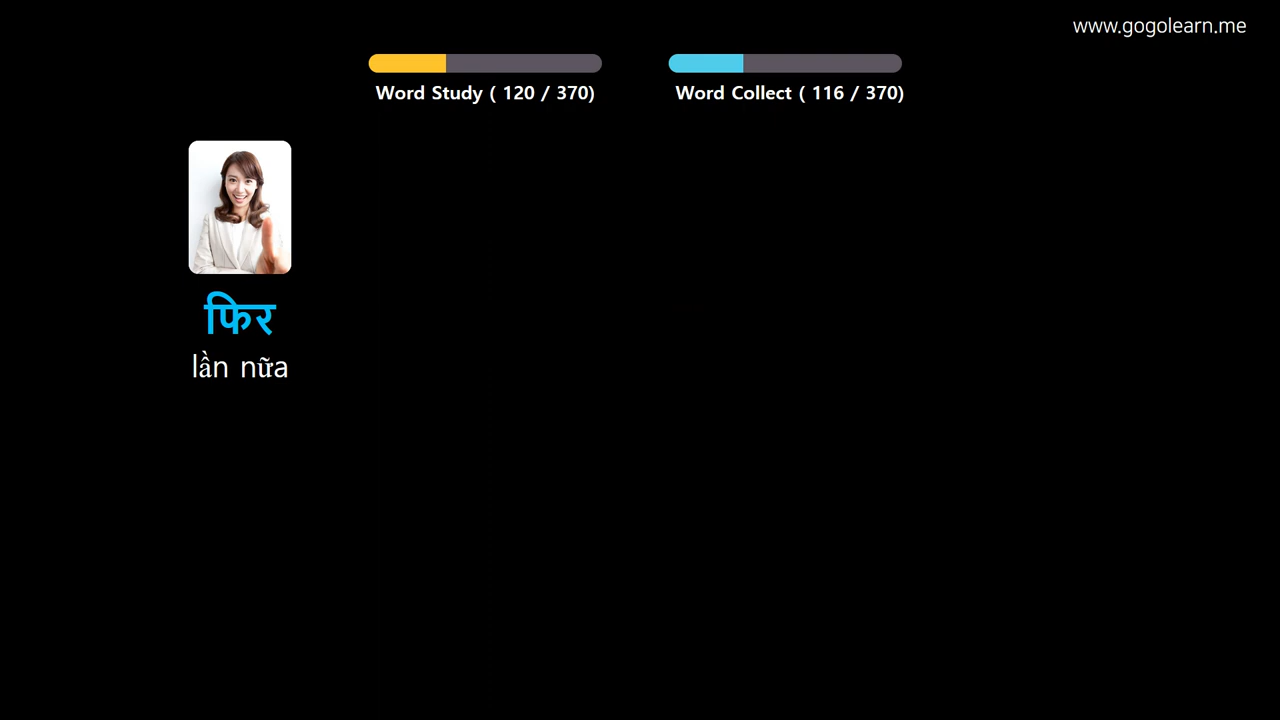 www.gogolearn.me
Word Study ( 120 / 370)
Word Collect ( 116 / 370)
फिर
lần nữa